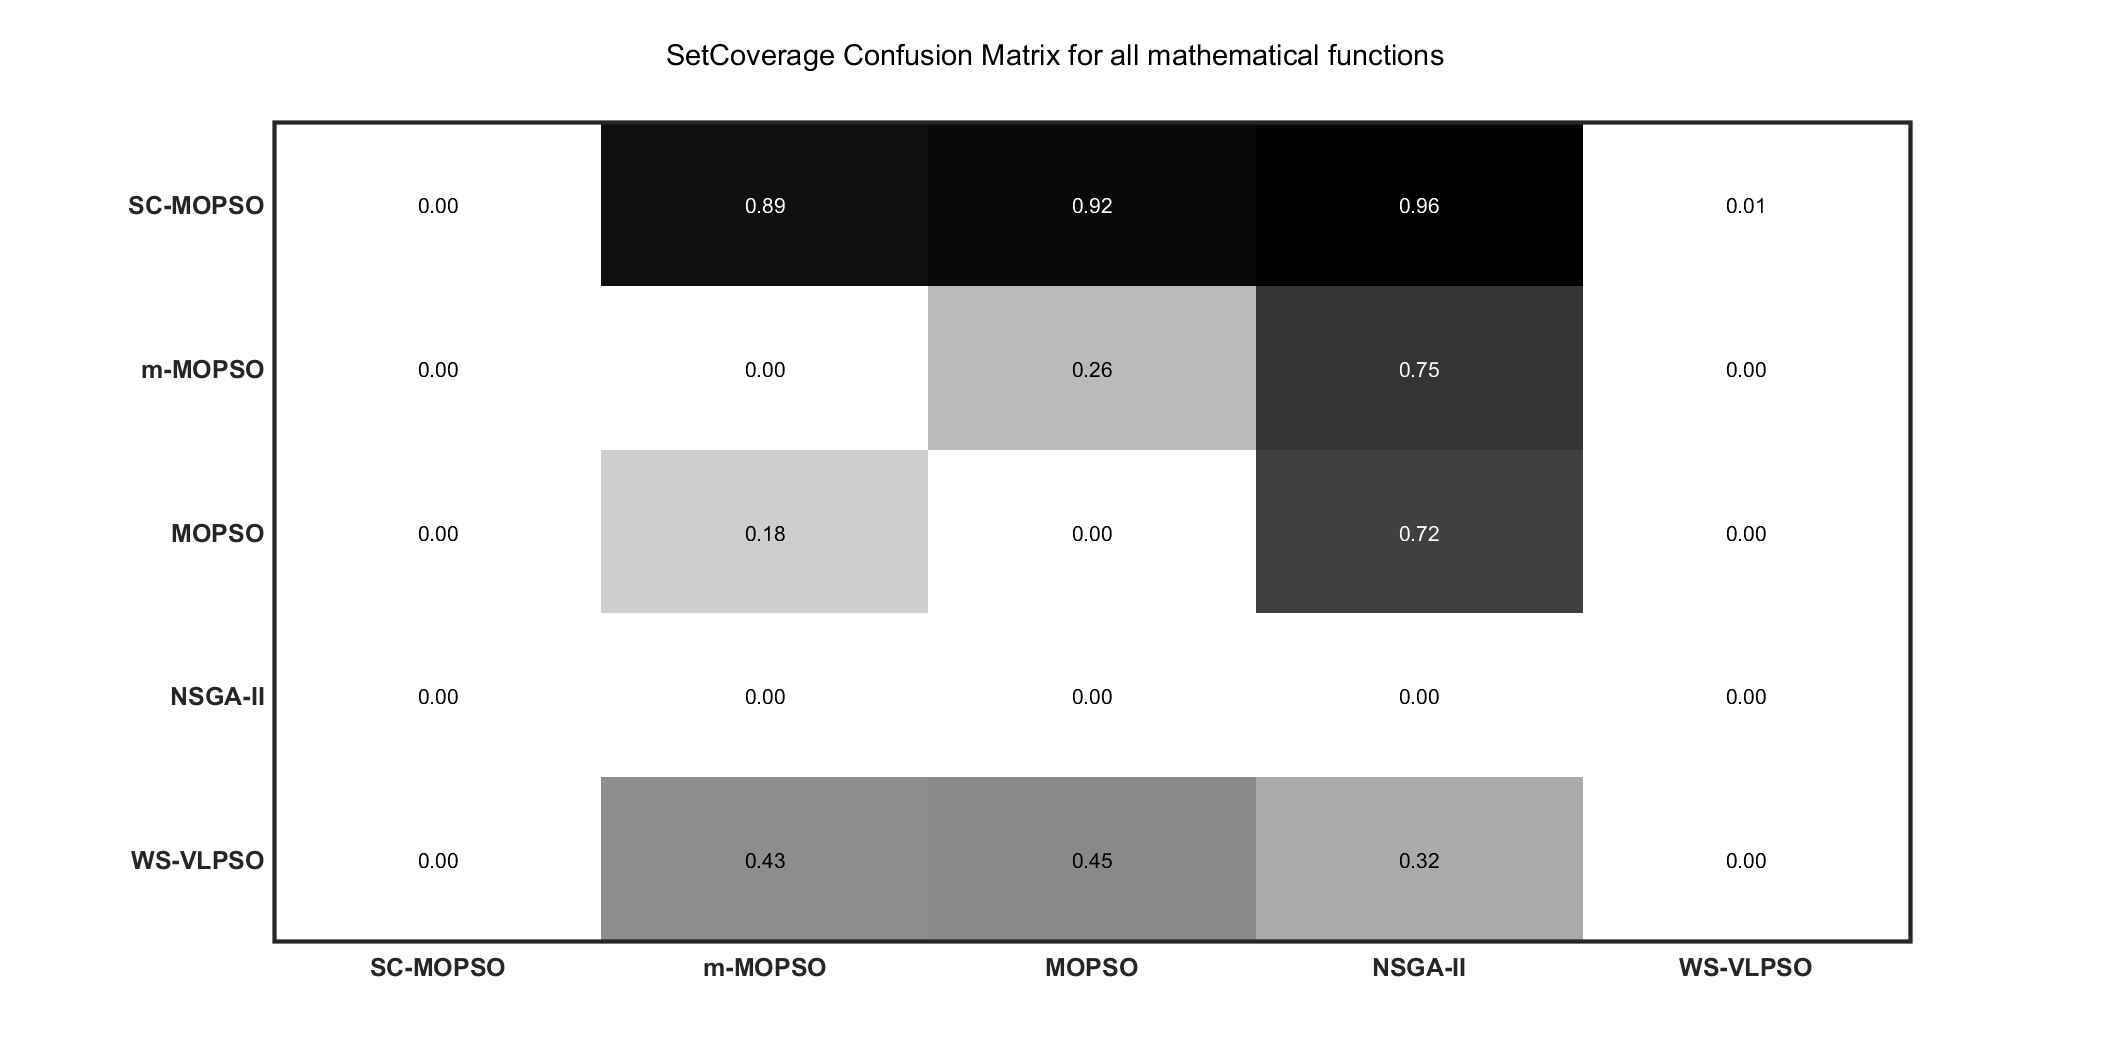 SetCoverage Confusion Matrix for all mathematical functions
SC-MOPSO 0.00 0.89 0.92 0.96 0.01
m-MOPSO 0.00 0.00 0.26 0.75 0.00
MOPSO 0.00 0.18 0.00 0.72 0.00
NSGA-II 0.00 0.00 0.00 0.00 0.00
WS-VLPSO 0.00 0.43 0.45 0.32 0.00
SC-MOPSO m-MOPSO MOPSO NSGA-II WS-VLPSO